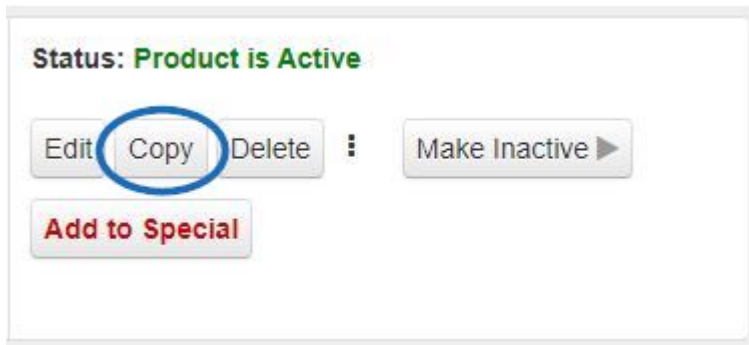 Status: Product is Active
Edit Copy Delete Make Inactive
Add to Special